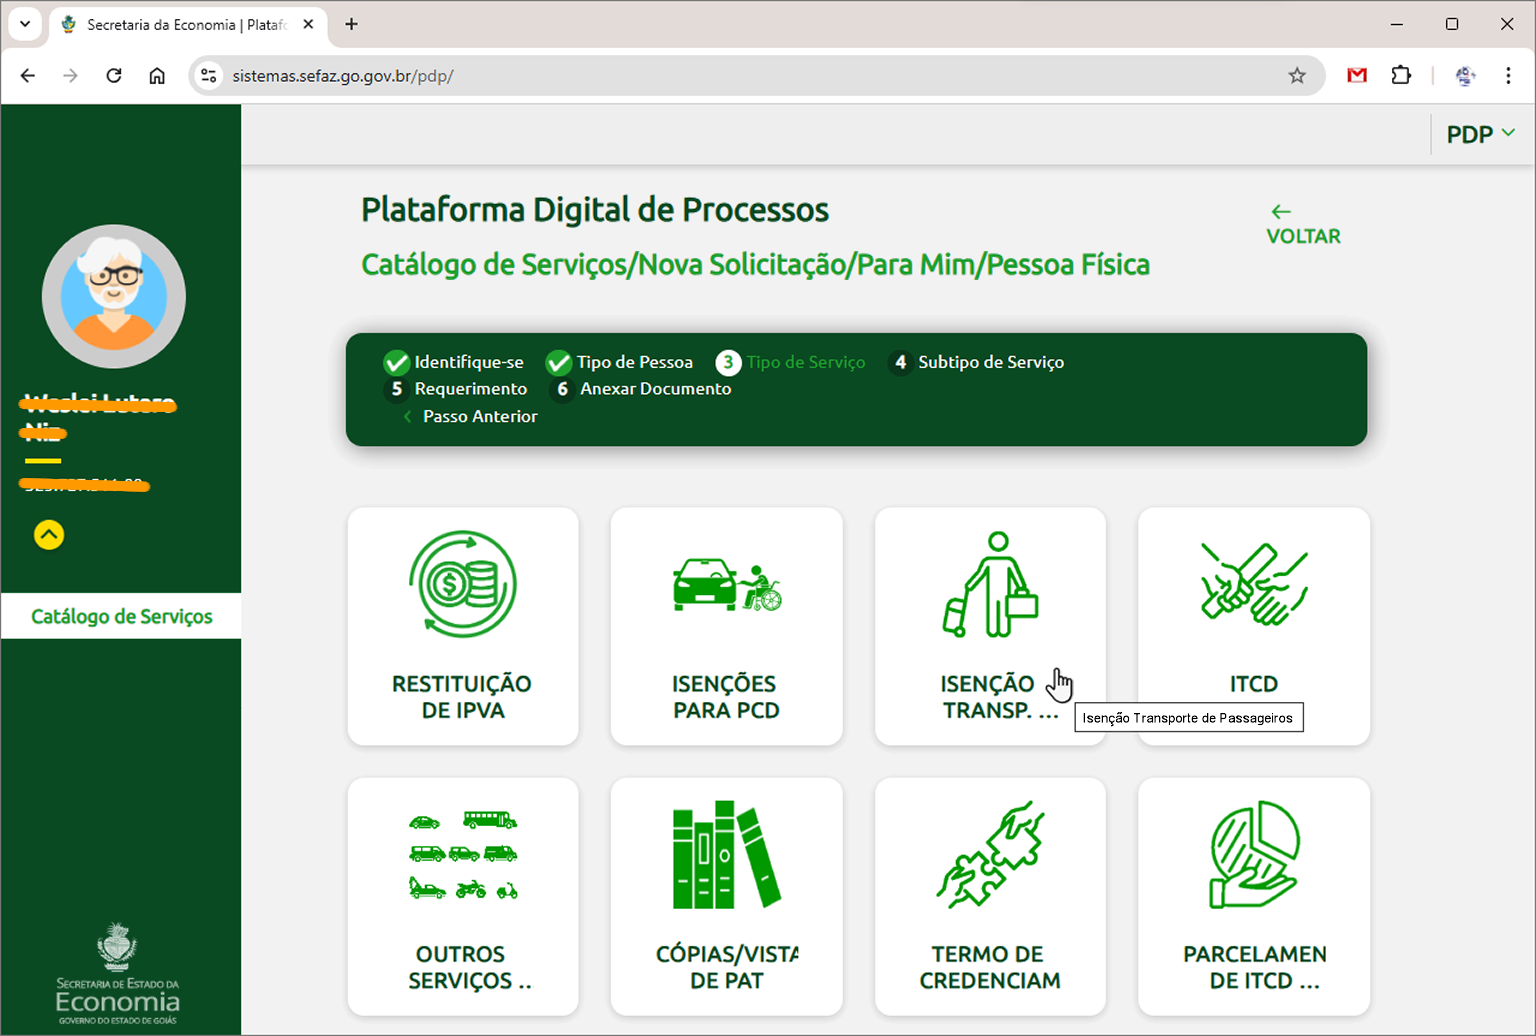 Secretaria da Economia | Plataf
sistemas.sefaz.go.gov.br/pdp/
PDP
Plataforma Digital de Processos
VOLTAR
Catálogo de Serviços/Nova Solicitação/Para Mim/Pessoa Física
Identifique-se Tipo de Pessoa 3 Tipo de Serviço 4 Subtipo de Serviço
5 Requerimento 6 Anexar Documento
Passo Anterior
Catálogo de Serviços
RESTITUIÇÃO
DE IPVA
ISENÇÕES
PARA PCD
ISENÇÃO
TRANSP. ...
ITCD
Isenção Transporte de Passageiros
OUTROS
SERVIÇOS ..
CÓPIAS/VISTA
DE PAT
TERMO DE
CREDENCIAM
PARCELAMEN
DE ITCD ...
SECRETARIA DE ESTADO DA
Economia
GOVERNO DO ESTADO DE GOIÁS